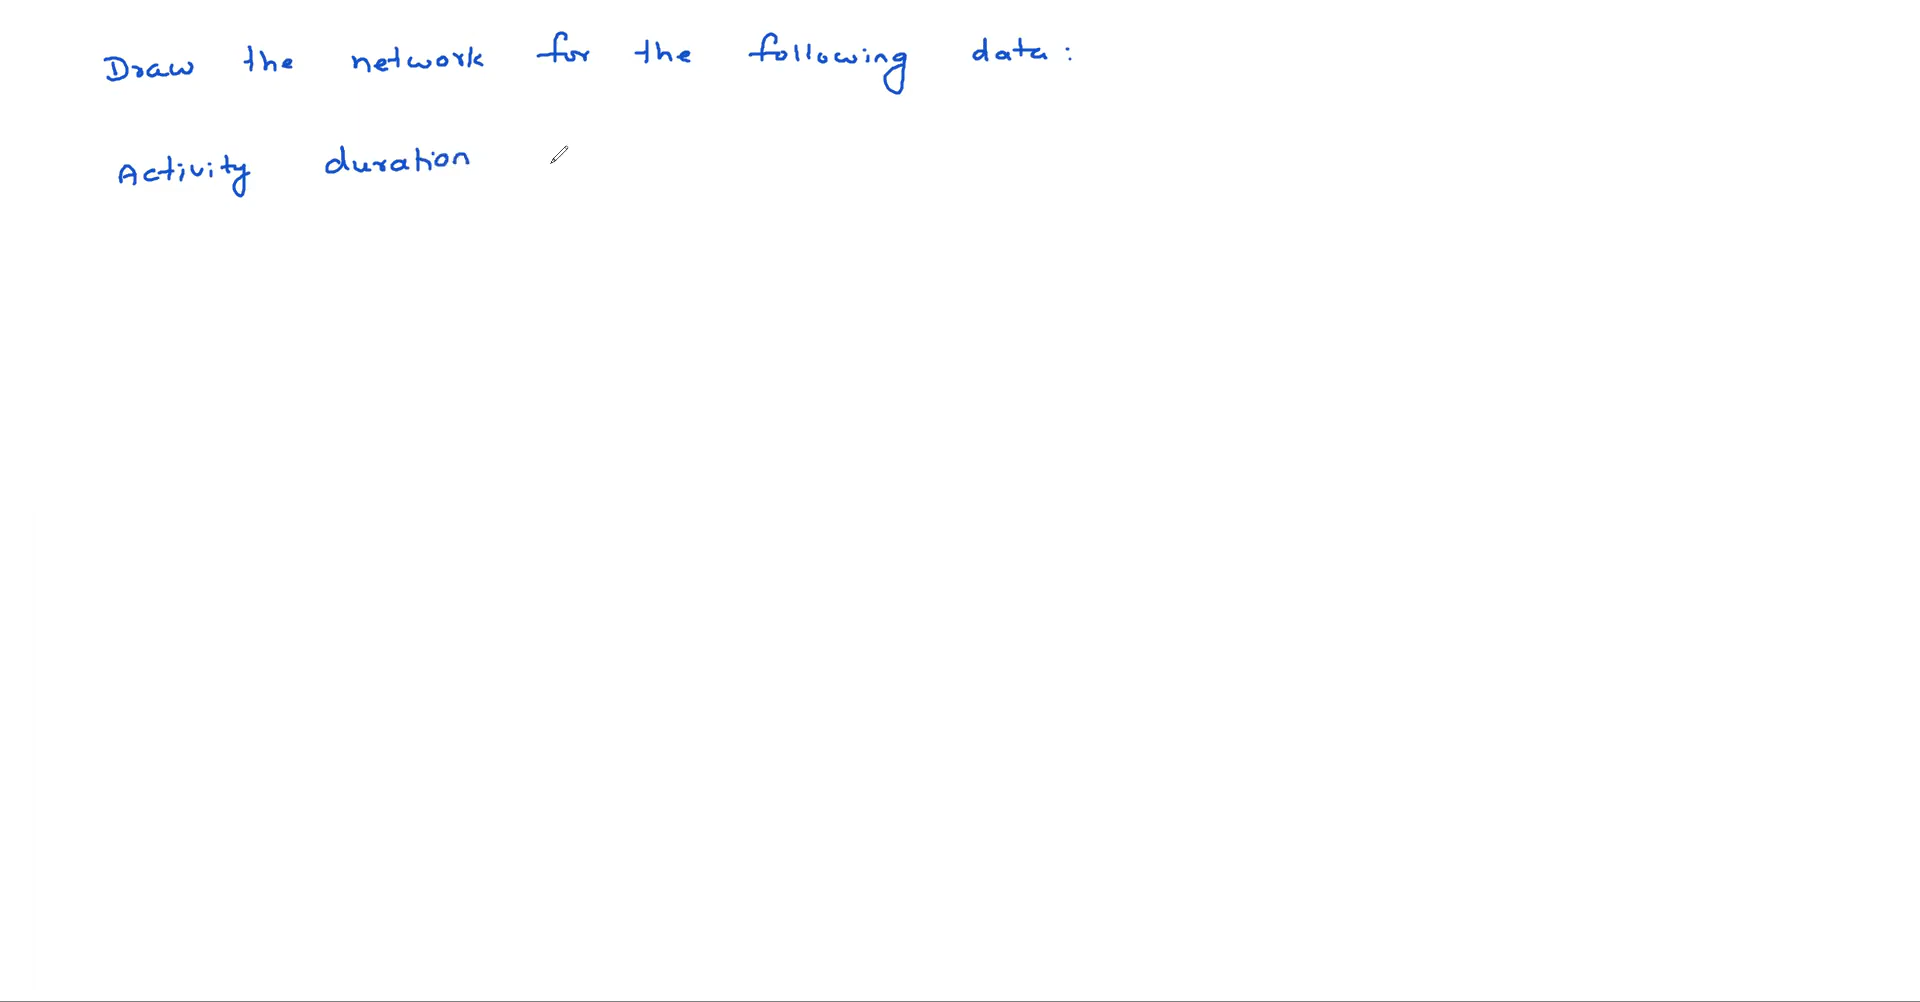 Draw the network for the following data:
Activity duration